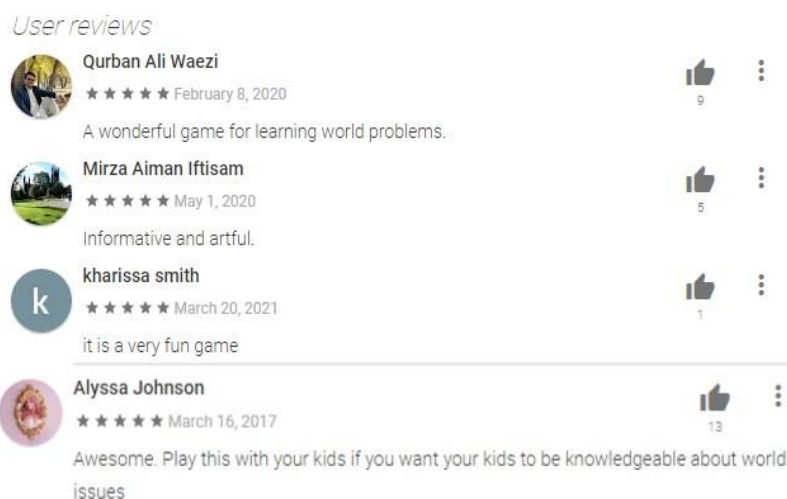 User reviews
Qurban Ali Waezi
★★★★★ February 8, 2020
9
A wonderful game for learning world problems.
Mirza Aiman Iftisam
★★★★★ May 1, 2020
5
Informative and artful.
kharissa smith
k
★★★★★ March 20, 2021
1
it is a very fun game
Alyssa Johnson
★★★★★ March 16, 2017
13
Awesome. Play this with your kids if you want your kids to be knowledgeable about world
issues